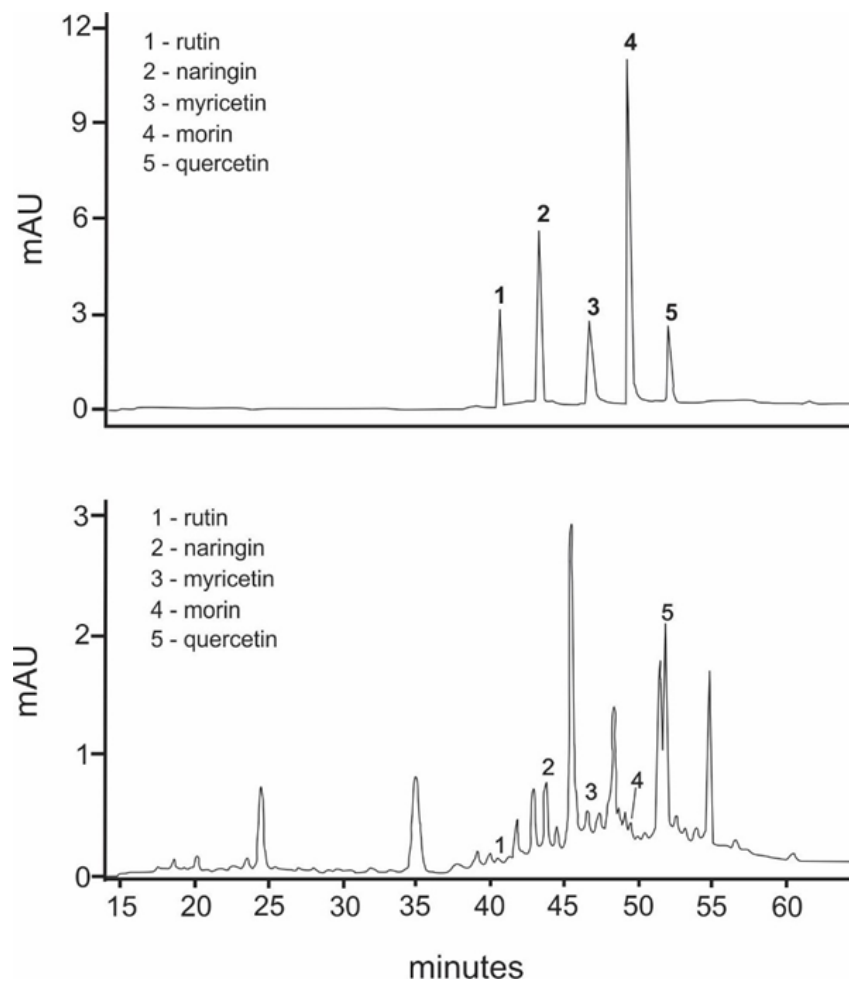 12
1 - rutin
2 - naringin
3 - myricetin
4 - morin
5 - quercetin
4
9
mAU
6
2
3
1
3
5
0
3
1 - rutin
2 - naringin
3 - myricetin
4 - morin
5 - quercetin
5
2
mAU
1
2
3
4
1
0
15 20 25 30 35 40 45 50 55 60
minutes